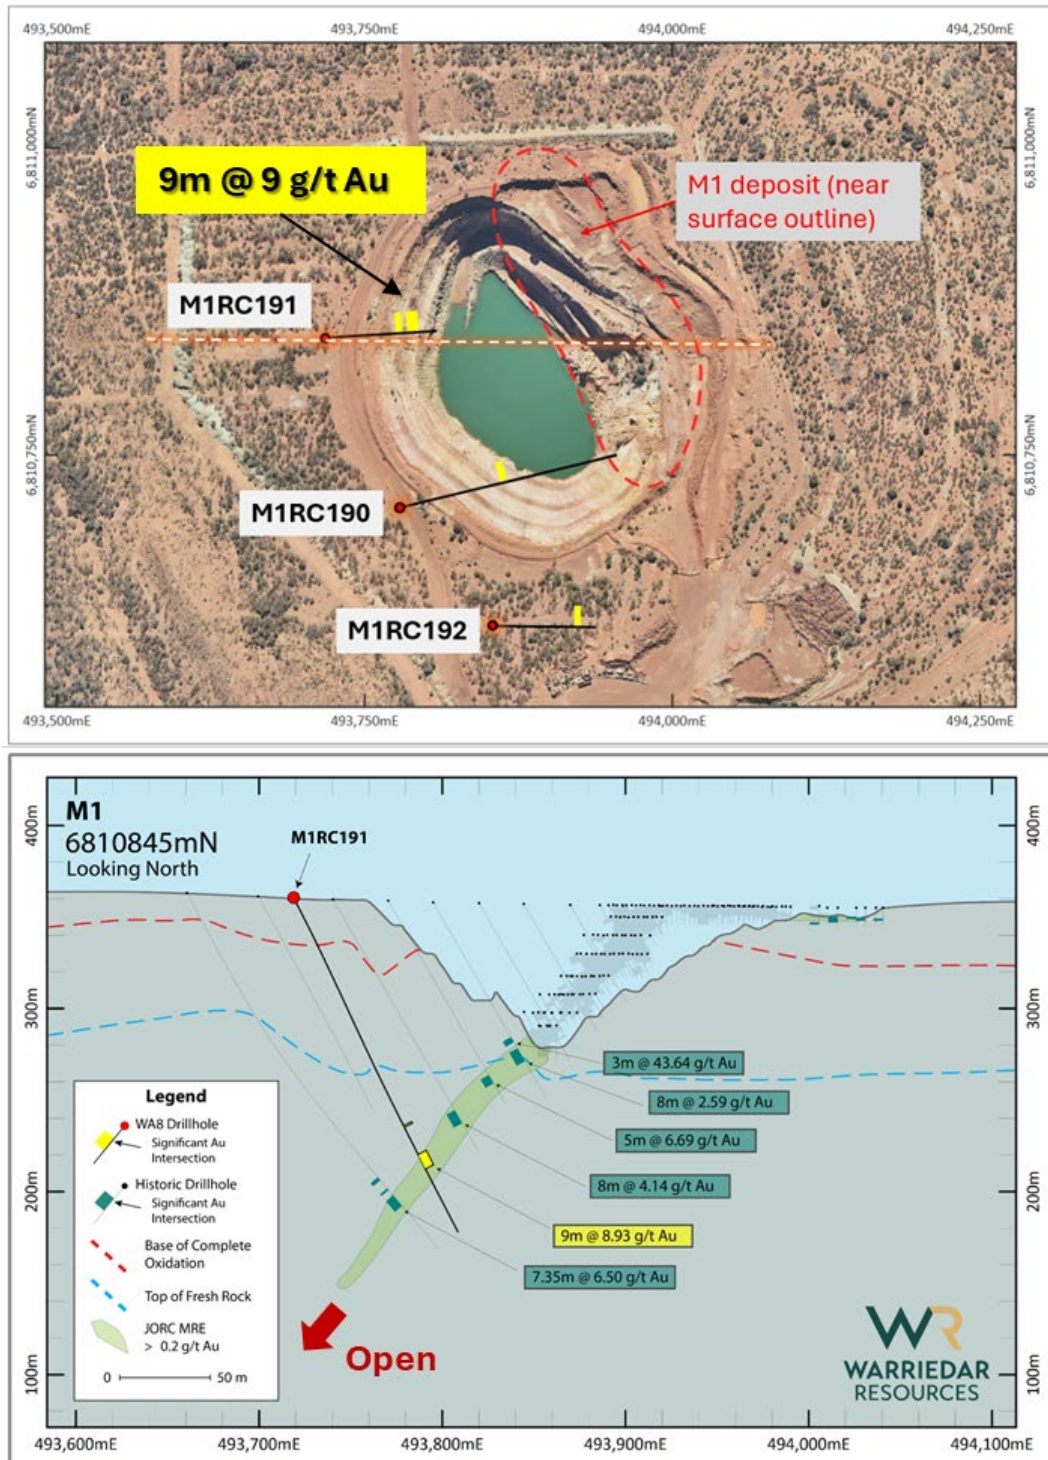 493,500mE 493,750mE 494,000mE 494,250mE
6,811,000mN
6,811,000mN
9m @ 9 g/t Au
M1 deposit (near
surface outline)
M1RC191
6,810,750mN
6,810,750mN
M1RC190
M1RC192
493,500mE 493,750mE 494,000mE 494,250mE
M1
6810845mN
Looking North
M1RC191
400m
400m
300m
300m
200m
200m
100m
100m
3m @ 43.64 g/t Au
8m @ 2.59 g/t Au
5m @ 6.69 g/t Au
8m @ 4.14 g/t Au
9m @ 8.93 g/t Au
7.35m @ 6.50 g/t Au
Legend
WA8 Drillhole
Significant Au
Intersection
Historic Drillhole
Significant Au
Intersection
Base of Complete
Oxidation
Top of Fresh Rock
JORC MRE
> 0.2 g/t Au
0 50 m
Open
WR
WARRIEDAR
RESOURCES
493,600mE 493,700mE 493,800mE 493,900mE 494,000mE 494,100mE